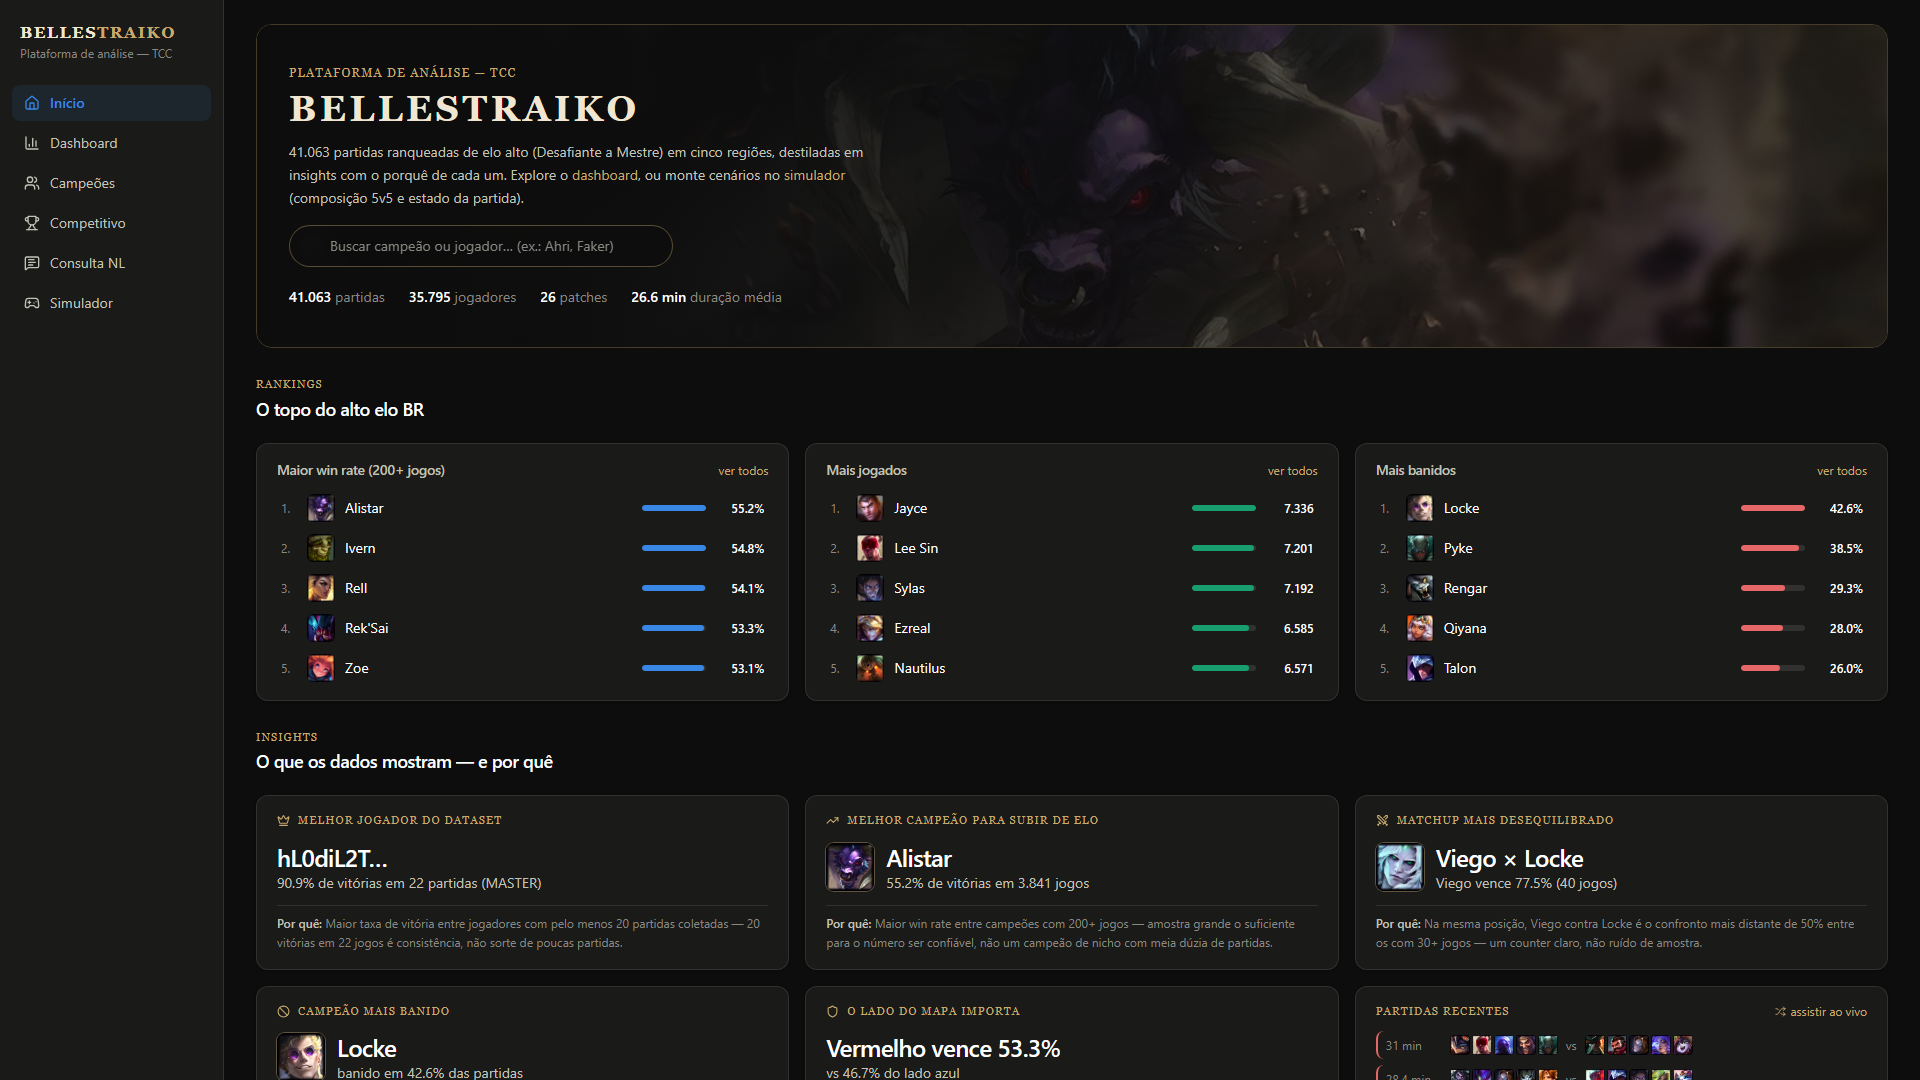 BELLESTRAIKO
Plataforma de análise — TCC
Início
Dashboard
Campeões
Competitivo
Consulta NL
Simulador
PLATAFORMA DE ANÁLISE — TCC
BELLESTRAIKO
41.063 partidas ranqueadas de elo alto (Desafiante a Mestre) em cinco regiões, destiladas em
insights com o porquê de cada um. Explore o dashboard, ou monte cenários no simulador
(composição 5v5 e estado da partida).
Buscar campeão ou jogador... (ex.: Ahri, Faker)
41.063 partidas 35.795 jogadores 26 patches 26.6 min duração média
RANKINGS
O topo do alto elo BR
Maior win rate (200+ jogos) ver todos
1. Alistar 55.2%
2. Ivern 54.8%
3. Rell 54.1%
4. Rek'Sai 53.3%
5. Zoe 53.1%
Mais jogados ver todos
1. Jayce 7.336
2. Lee Sin 7.201
3. Sylas 7.192
4. Ezreal 6.585
5. Nautilus 6.571
Mais banidos ver todos
1. Locke 42.6%
2. Pyke 38.5%
3. Rengar 29.3%
4. Qiyana 28.0%
5. Talon 26.0%
INSIGHTS
O que os dados mostram — e por quê
MELHOR JOGADOR DO DATASET
hL0diL2T...
90.9% de vitórias em 22 partidas (MASTER)
Por quê: Maior taxa de vitória entre jogadores com pelo menos 20 partidas coletadas — 20
vitórias em 22 jogos é consistência, não sorte de poucas partidas.
MELHOR CAMPEÃO PARA SUBIR DE ELO
Alistar
55.2% de vitórias em 3.841 jogos
Por quê: Maior win rate entre campeões com 200+ jogos — amostra grande o suficiente
para o número ser confiável, não um campeão de nicho com meia dúzia de partidas.
MATCHUP MAIS DESEQUILIBRADO
Viego × Locke
Viego vence 77.5% (40 jogos)
Por quê: Na mesma posição, Viego contra Locke é o confronto mais distante de 50% entre
os com 30+ jogos — um counter claro, não ruído de amostra.
CAMPEÃO MAIS BANIDO
Locke
banido em 42.6% das partidas
O LADO DO MAPA IMPORTA
Vermelho vence 53.3%
vs 46.7% do lado azul
PARTIDAS RECENTES assistir ao vivo
31 min vs
28.4 min vs